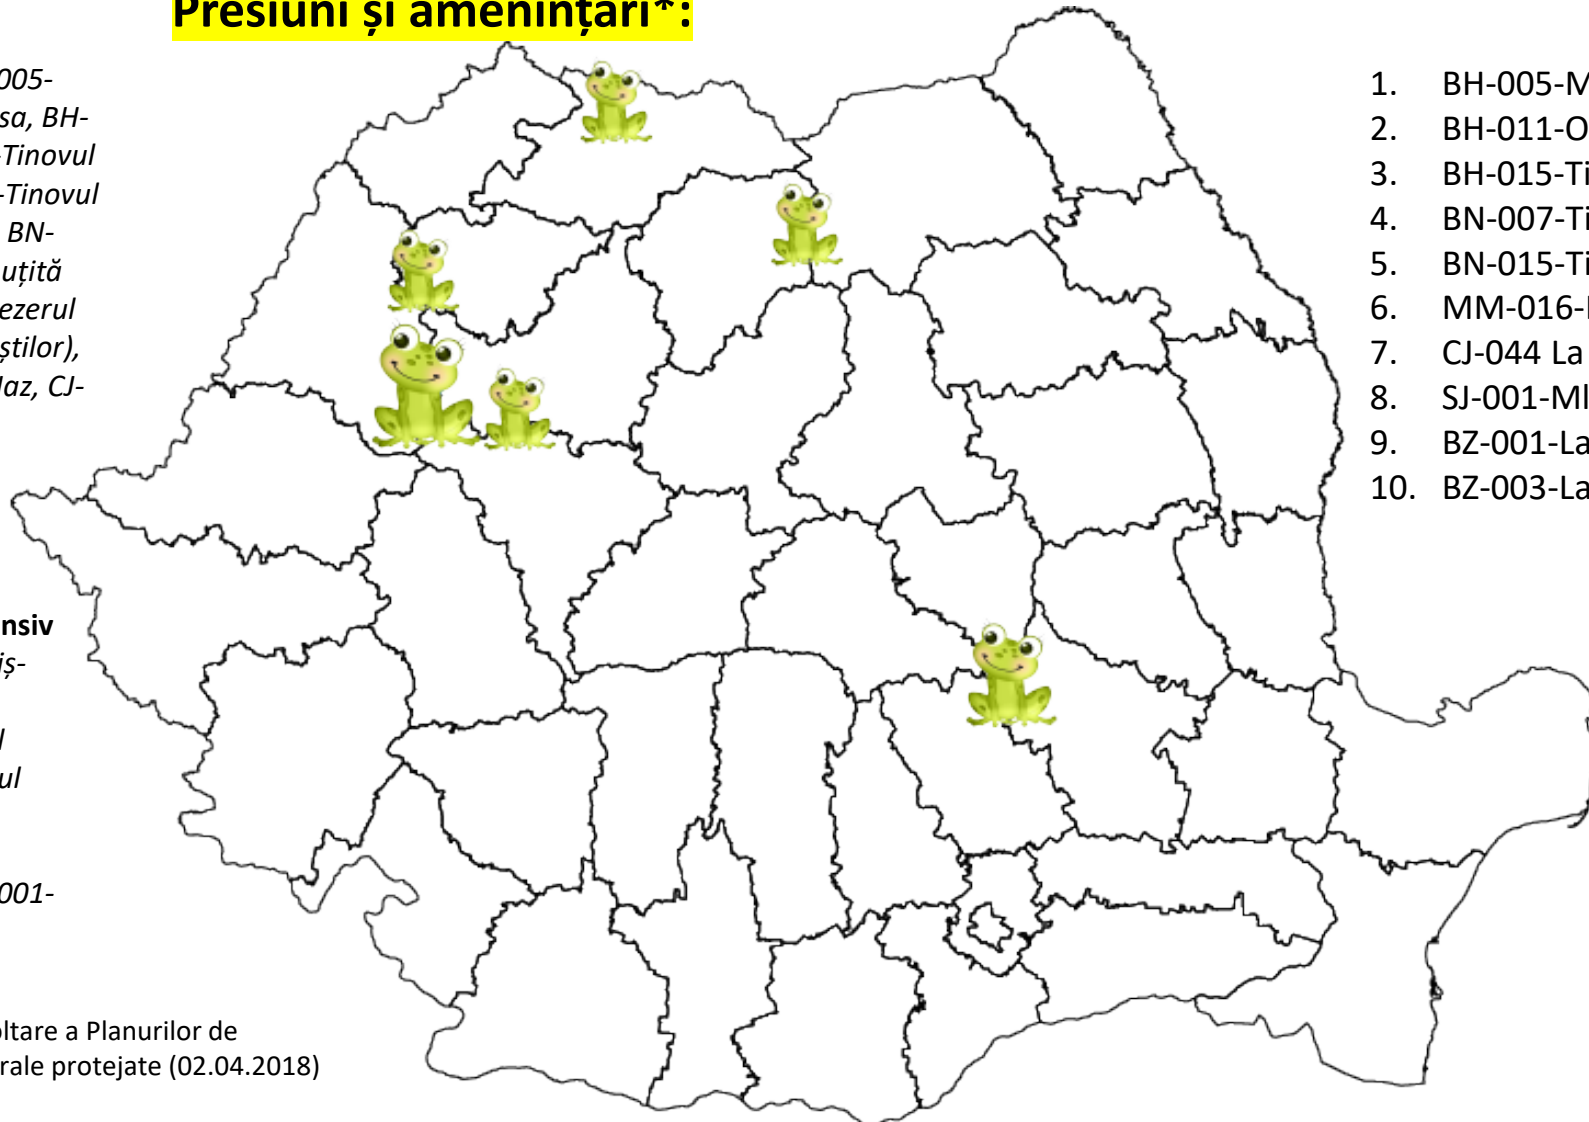 Presiuni și amenințări*:
005-
sa, BH-
-Tinovul
-Tinovul
BN-
uțită
ezerul
știlor),
Iaz, CJ-
nsiv
iș-
l
ul
001-
oltare a Planurilor de
rale protejate (02.04.2018)
1. BH-005-M
2. BH-011-O
3. BH-015-Ti
4. BN-007-Ti
5. BN-015-Ti
6. MM-016-
7. CJ-044 La
8. SJ-001-Ml
9. BZ-001-La
10. BZ-003-La